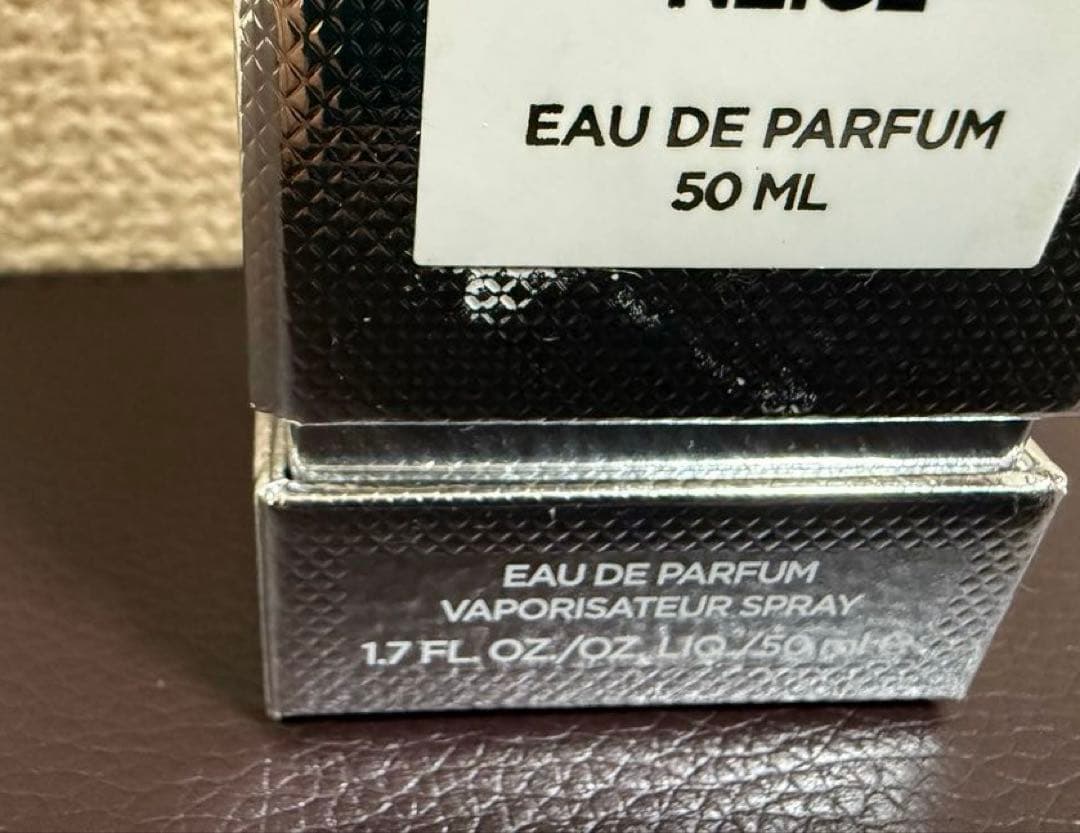 EAU DE PARFUM
50 ML
EAU DE PARFUM
VAPORISATEUR SPRAY
1.7 FL. OZ./OZ. LIQ./50 ml e